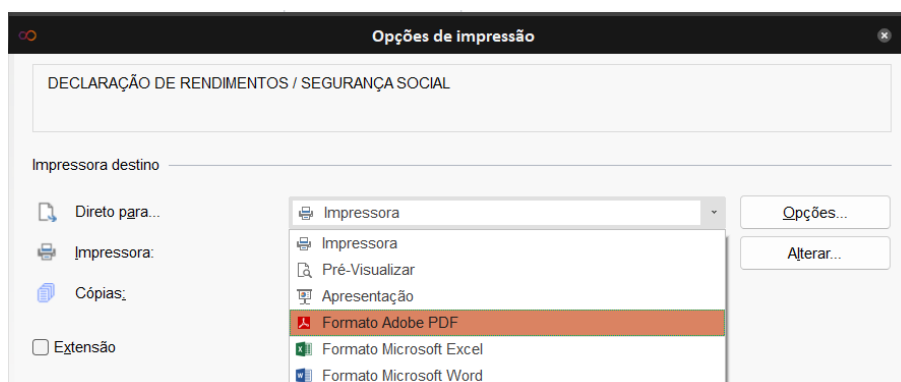 Opções de impressão
DECLARAÇÃO DE RENDIMENTOS / SEGURANÇA SOCIAL
Impressora destino
Direto para...
Impressora
Opções...
Impressora:
Impressora
Alterar...
Pré-Visualizar
Cópias:
Apresentação
Formato Adobe PDF
Extensão
Formato Microsoft Excel
Formato Microsoft Word